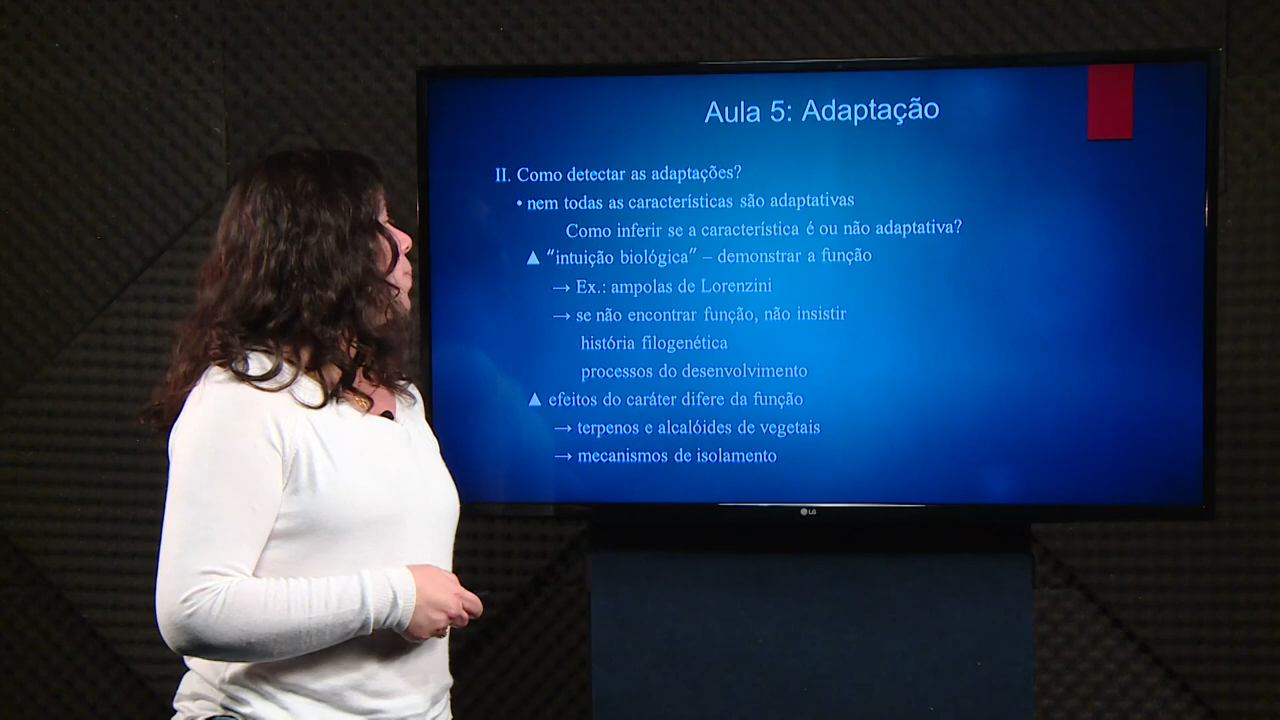 Aula 5: Adaptação
II. Como detectar as adaptações?
• nem todas as características são adaptativas
Como inferir se a característica é ou não adaptativa?
▲ "intuição biológica" – demonstrar a função
→ Ex.: ampolas de Lorenzini
→ se não encontrar função, não insistir
história filogenética
processos do desenvolvimento
▲ efeitos do caráter difere da função
→ terpenos e alcalóides de vegetais
→ mecanismos de isolamento
LG